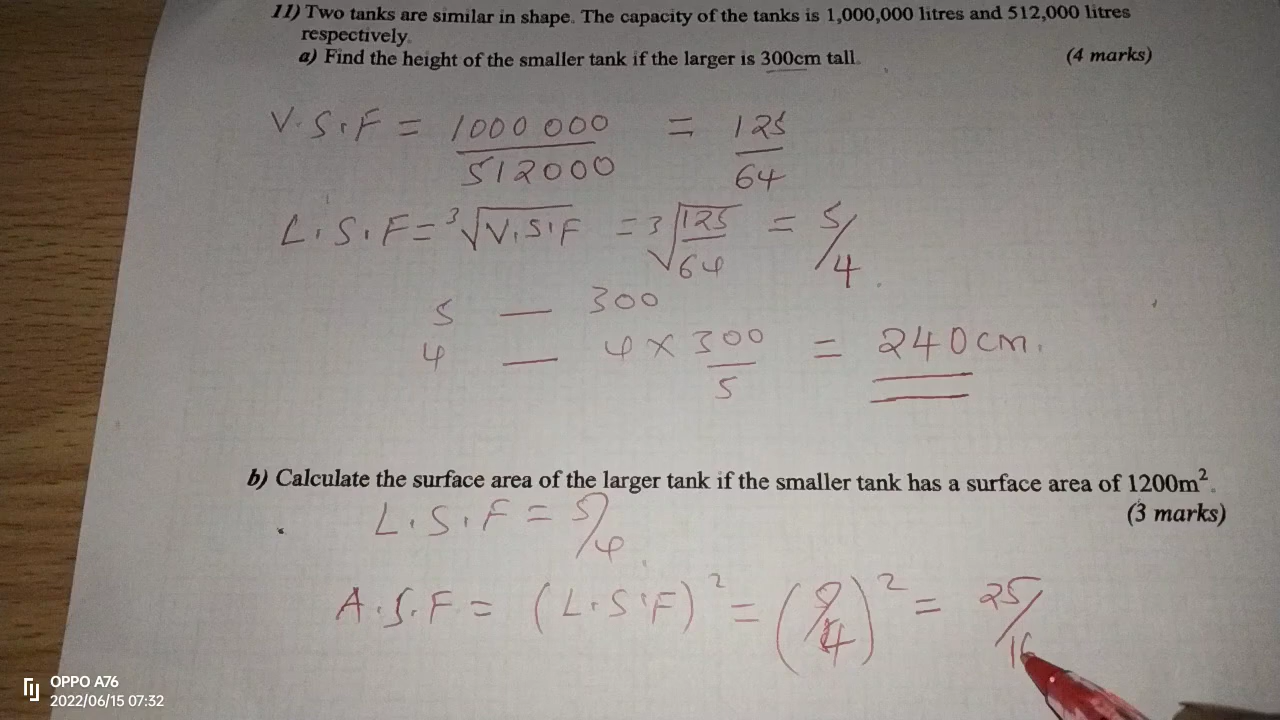 11) Two tanks are similar in shape. The capacity of the tanks is 1,000,000 litres and 512,000 litres
respectively.
a) Find the height of the smaller tank if the larger is 300cm tall. (4 marks)
V.S.F = 1000 000 / 512000 = 125 / 64
L.S.F = ³√V.S.F = ³√125/64 = 5/4.
5 — 300
4 — 4 × 300 / 5 = 240cm.
b) Calculate the surface area of the larger tank if the smaller tank has a surface area of 1200m².
(3 marks)
L.S.F = 5/4.
A.S.F = (L.S.F)² = (5/4)² = 25/16
OPPO A76
2022/06/15 07:32